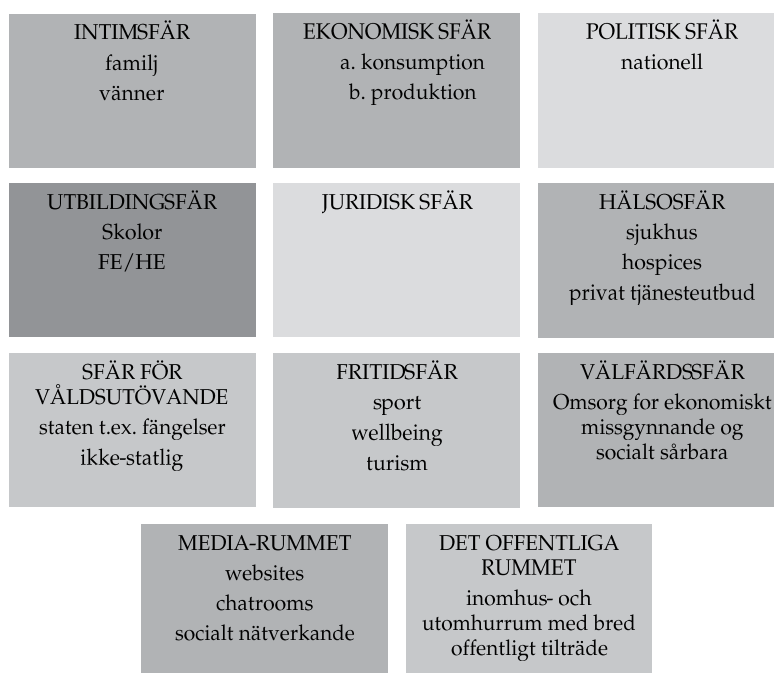 INTIMSFÄR
familj
vänner
EKONOMISK SFÄR
a. konsumption
b. produktion
POLITISK SFÄR
nationell
UTBILDINGSFÄR
Skolor
FE/HE
JURIDISK SFÄR
HÄLSOSFÄR
sjukhus
hospices
privat tjänesteutbud
SFÄR FÖR
VÅLDSUTÖVANDE
staten t.ex. fängelser
ikke-statlig
FRITIDSFÄR
sport
wellbeing
turism
VÄLFÄRDSSFÄR
Omsorg for ekonomiskt
missgynnande og
socialt sårbara
MEDIA-RUMMET
websites
chatrooms
socialt nätverkande
DET OFFENTLIGA
RUMMET
inomhus- och
utomhurrum med bred
offentligt tilträde